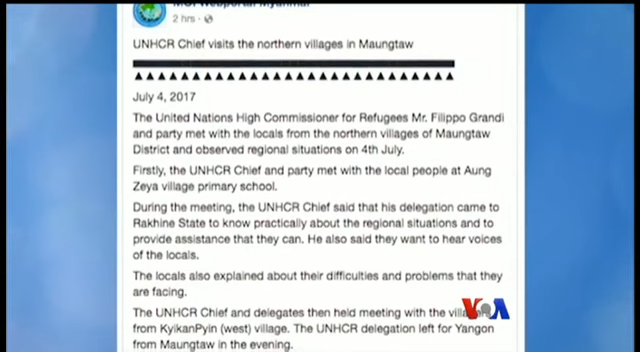 MOI Webportal Myanmar
2 hrs ·
UNHCR Chief visits the northern villages in Maungtaw
July 4, 2017
The United Nations High Commissioner for Refugees Mr. Filippo Grandi
and party met with the locals from the northern villages of Maungtaw
District and observed regional situations on 4th July.
Firstly, the UNHCR Chief and party met with the local people at Aung
Zeya village primary school.
During the meeting, the UNHCR Chief said that his delegation came to
Rakhine State to know practically about the regional situations and to
provide assistance that they can. He also said they want to hear voices
of the locals.
The locals also explained about their difficulties and problems that they
are facing.
The UNHCR Chief and delegates then held meeting with the
from KyikanPyin (west) village. The UNHCR delegation left for Yangon
from Maungtaw in the evening.
VOA